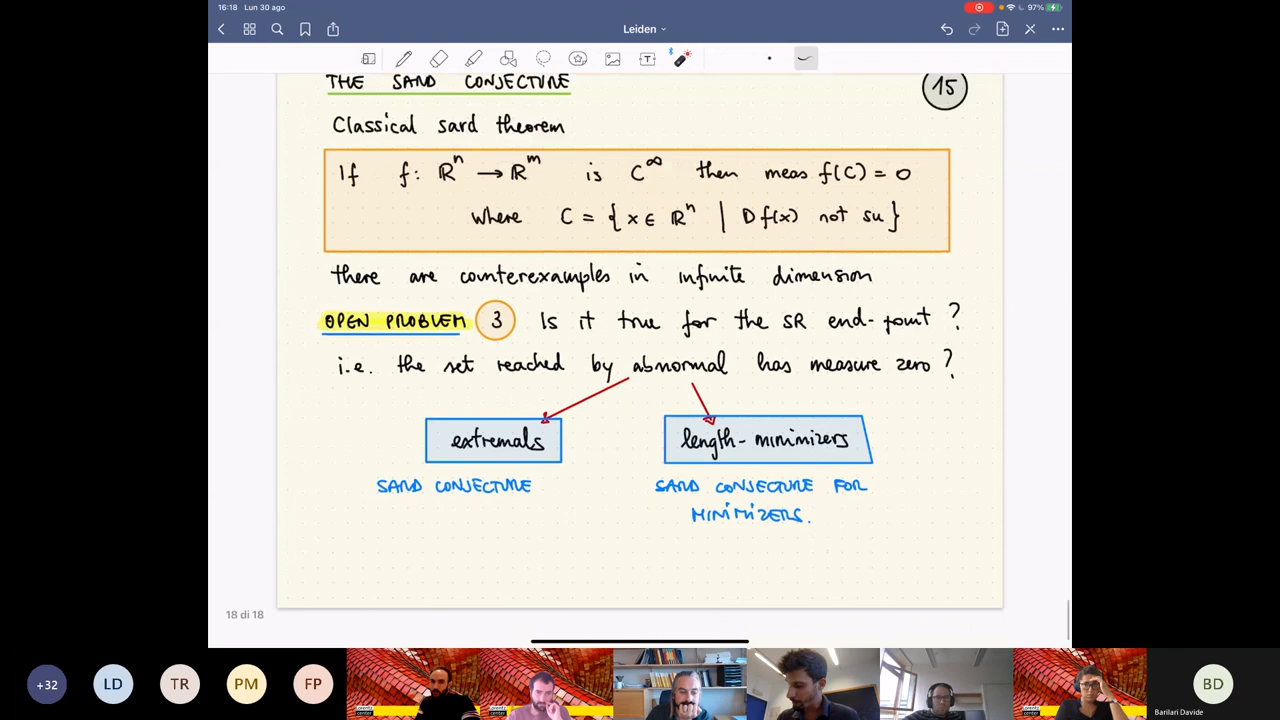 16:18 Lun 30 ago
97%
Leiden
THE SARD CONJECTURE
15
Classical sard theorem
If f: ℝⁿ → ℝᵐ is C^∞ then meas f(C) = 0
where C = { x ∈ ℝⁿ | Df(x) not su }
there are counterexamples in infinite dimension
OPEN PROBLEM 3 Is it true for the SR end-point ?
i.e. the set reached by abnormal has measure zero ?
extremals
length-minimizers
SARD CONJECTURE
SARD CONJECTURE FOR
MINIMIZERS.
18 di 18
+32
LD
TR
PM
FP
BD
Barilari Davide